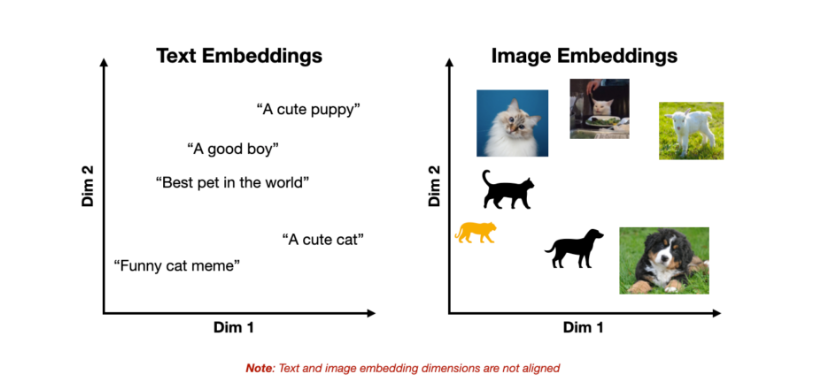 Text Embeddings
Dim 2
“A cute puppy”
“A good boy”
“Best pet in the world”
“A cute cat”
“Funny cat meme”
Dim 1
Image Embeddings
Dim 2
Dim 1
Note: Text and image embedding dimensions are not aligned